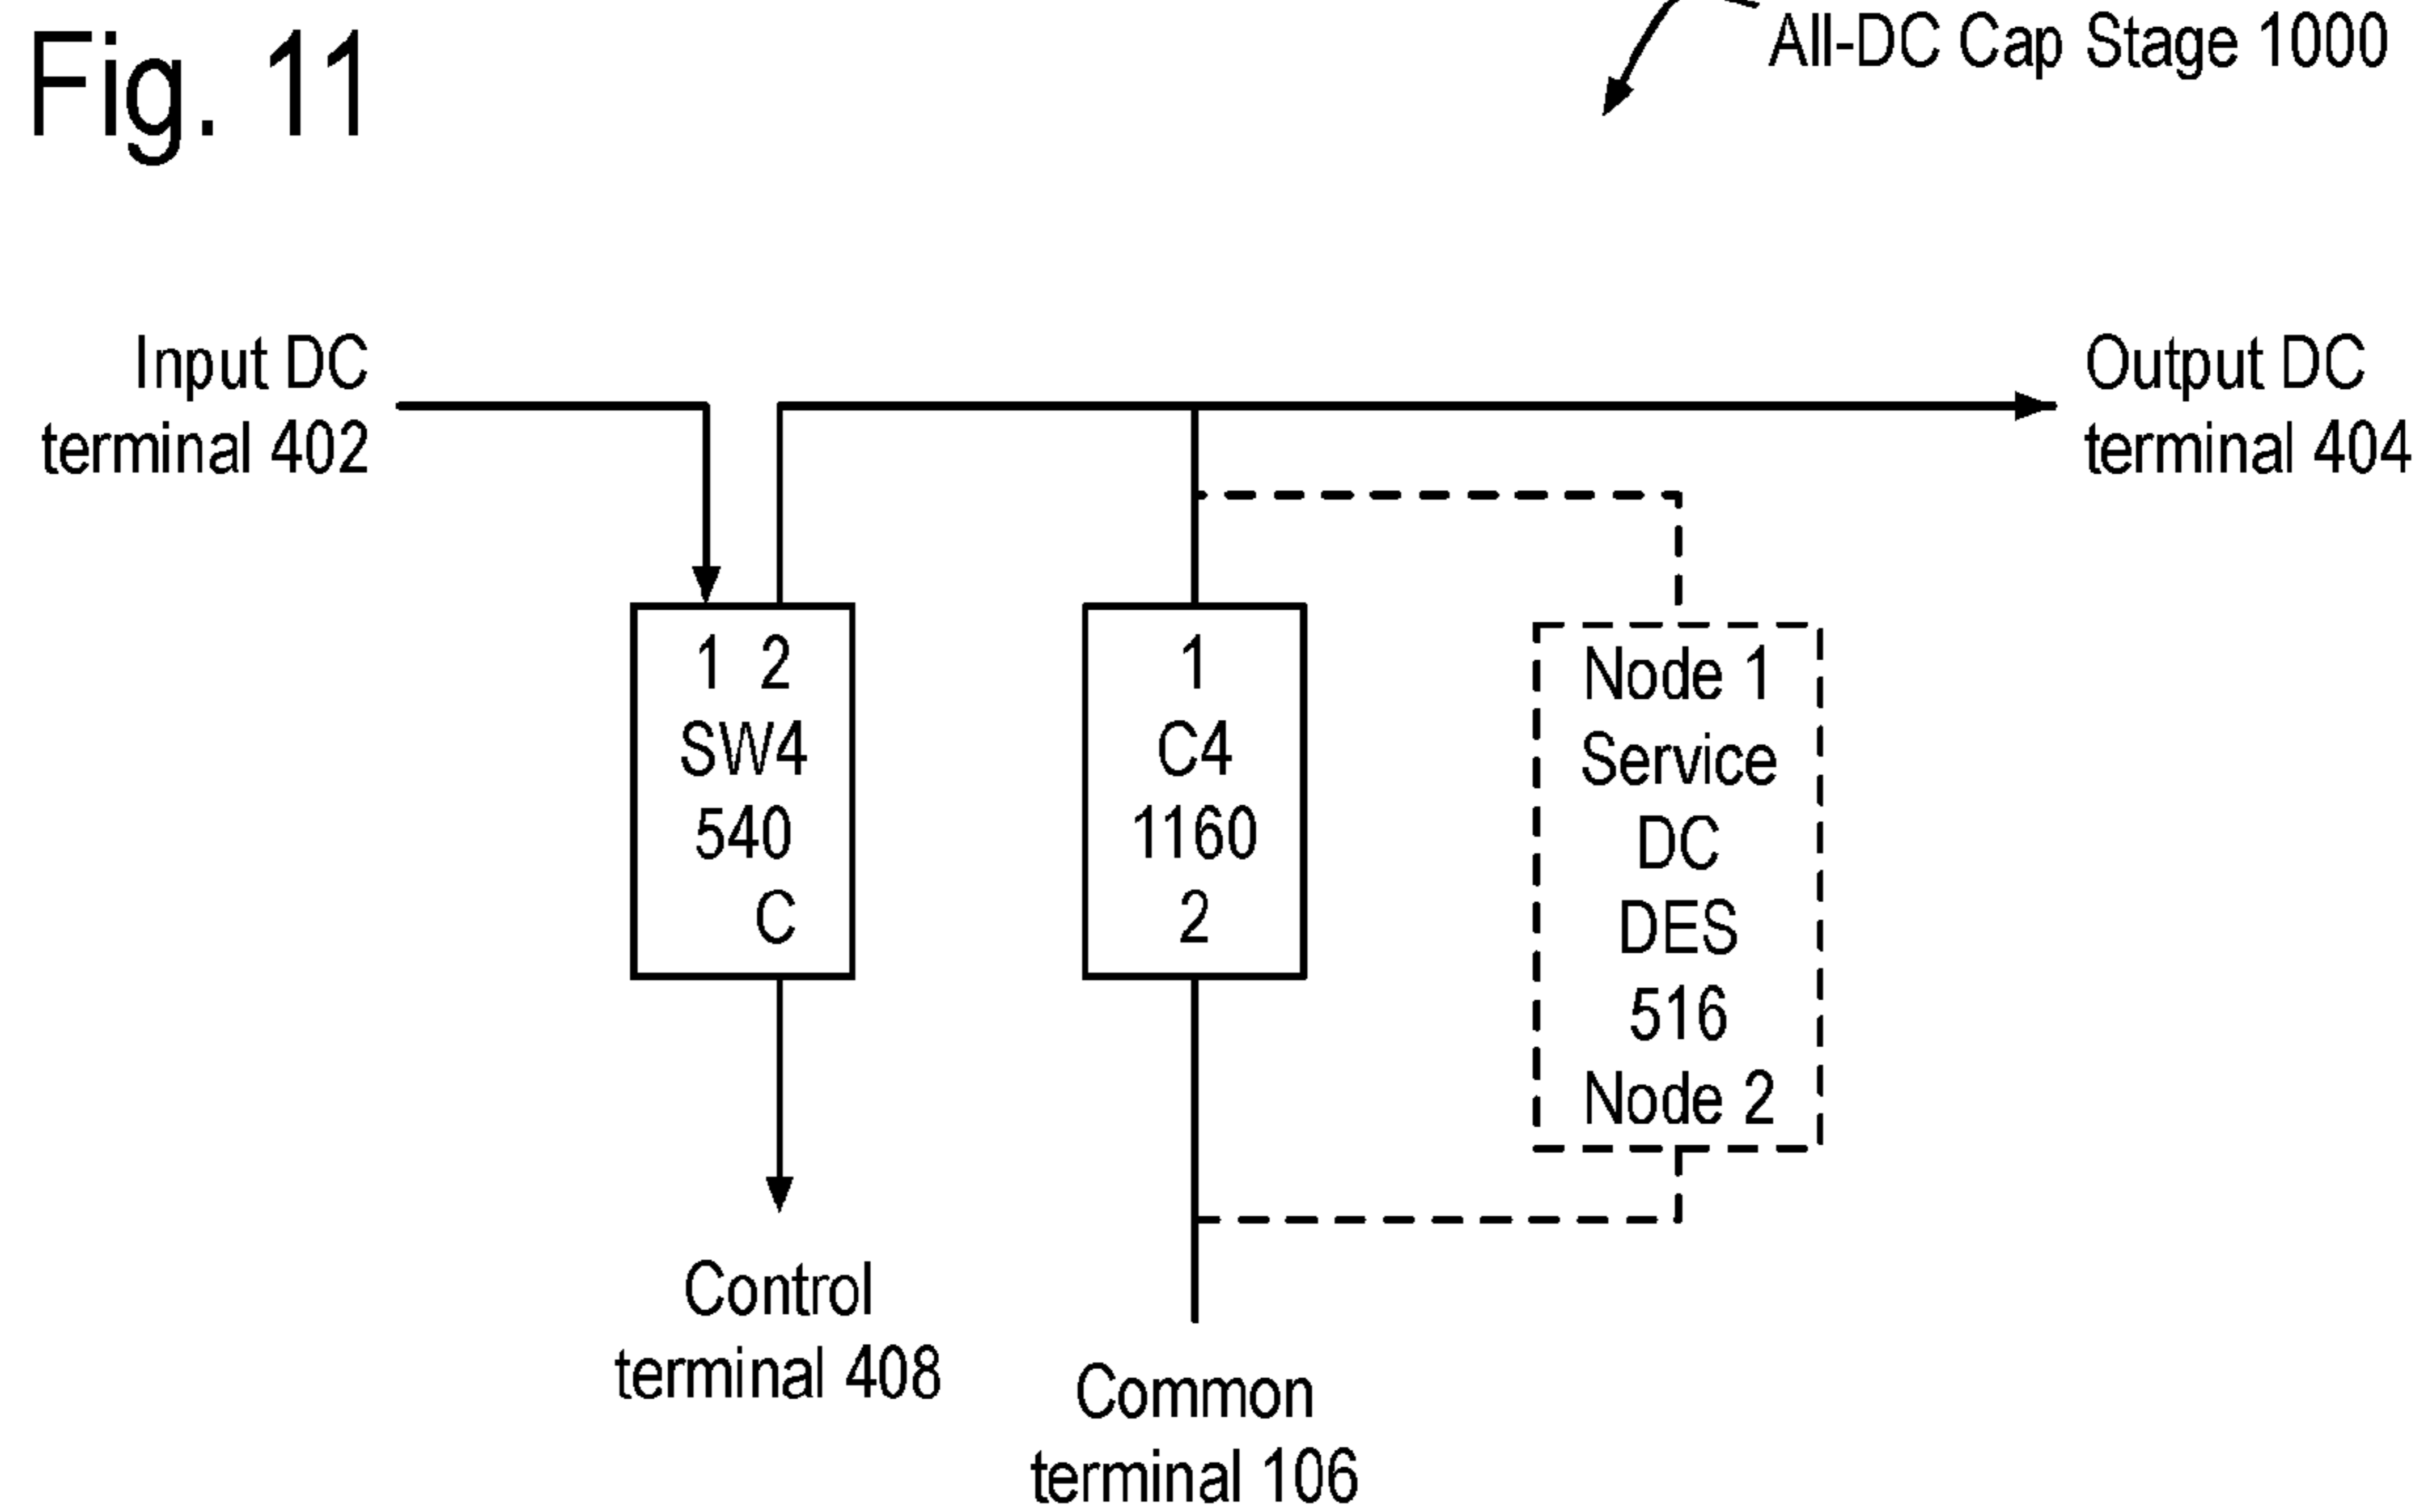 Fig. 11
All-DC Cap Stage 1000
Input DC
terminal 402
Output DC
terminal 404
1 2
SW4
540
C
1
C4
1160
2
Node 1
Service
DC
DES
516
Node 2
Control
terminal 408
Common
terminal 106